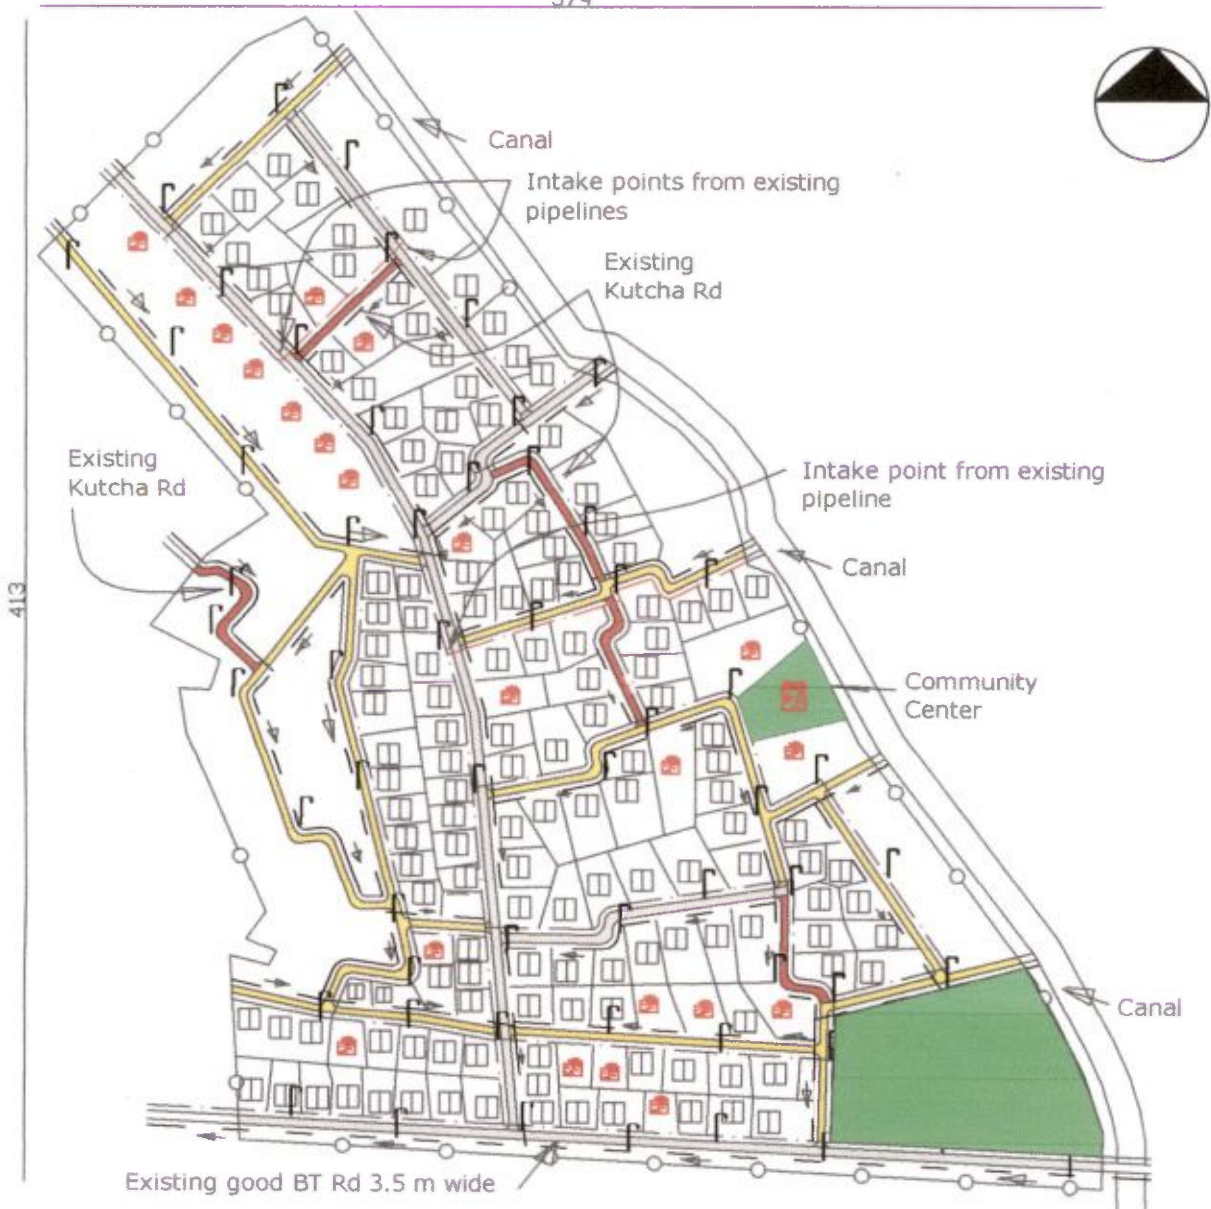 Canal
Intake points from existing
pipelines
Existing
Kutcha Rd
Existing
Kutcha Rd
Intake point from existing
pipeline
Canal
413
Community
Center
Canal
Existing good BT Rd 3.5 m wide